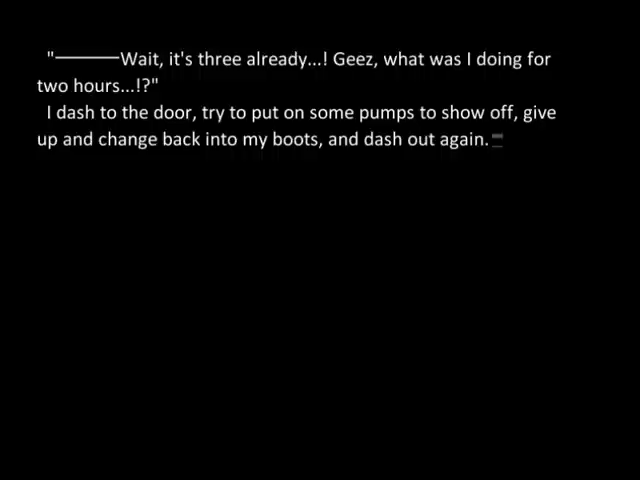 "―――Wait, it's three already...! Geez, what was I doing for
two hours...!?"
I dash to the door, try to put on some pumps to show off, give
up and change back into my boots, and dash out again.